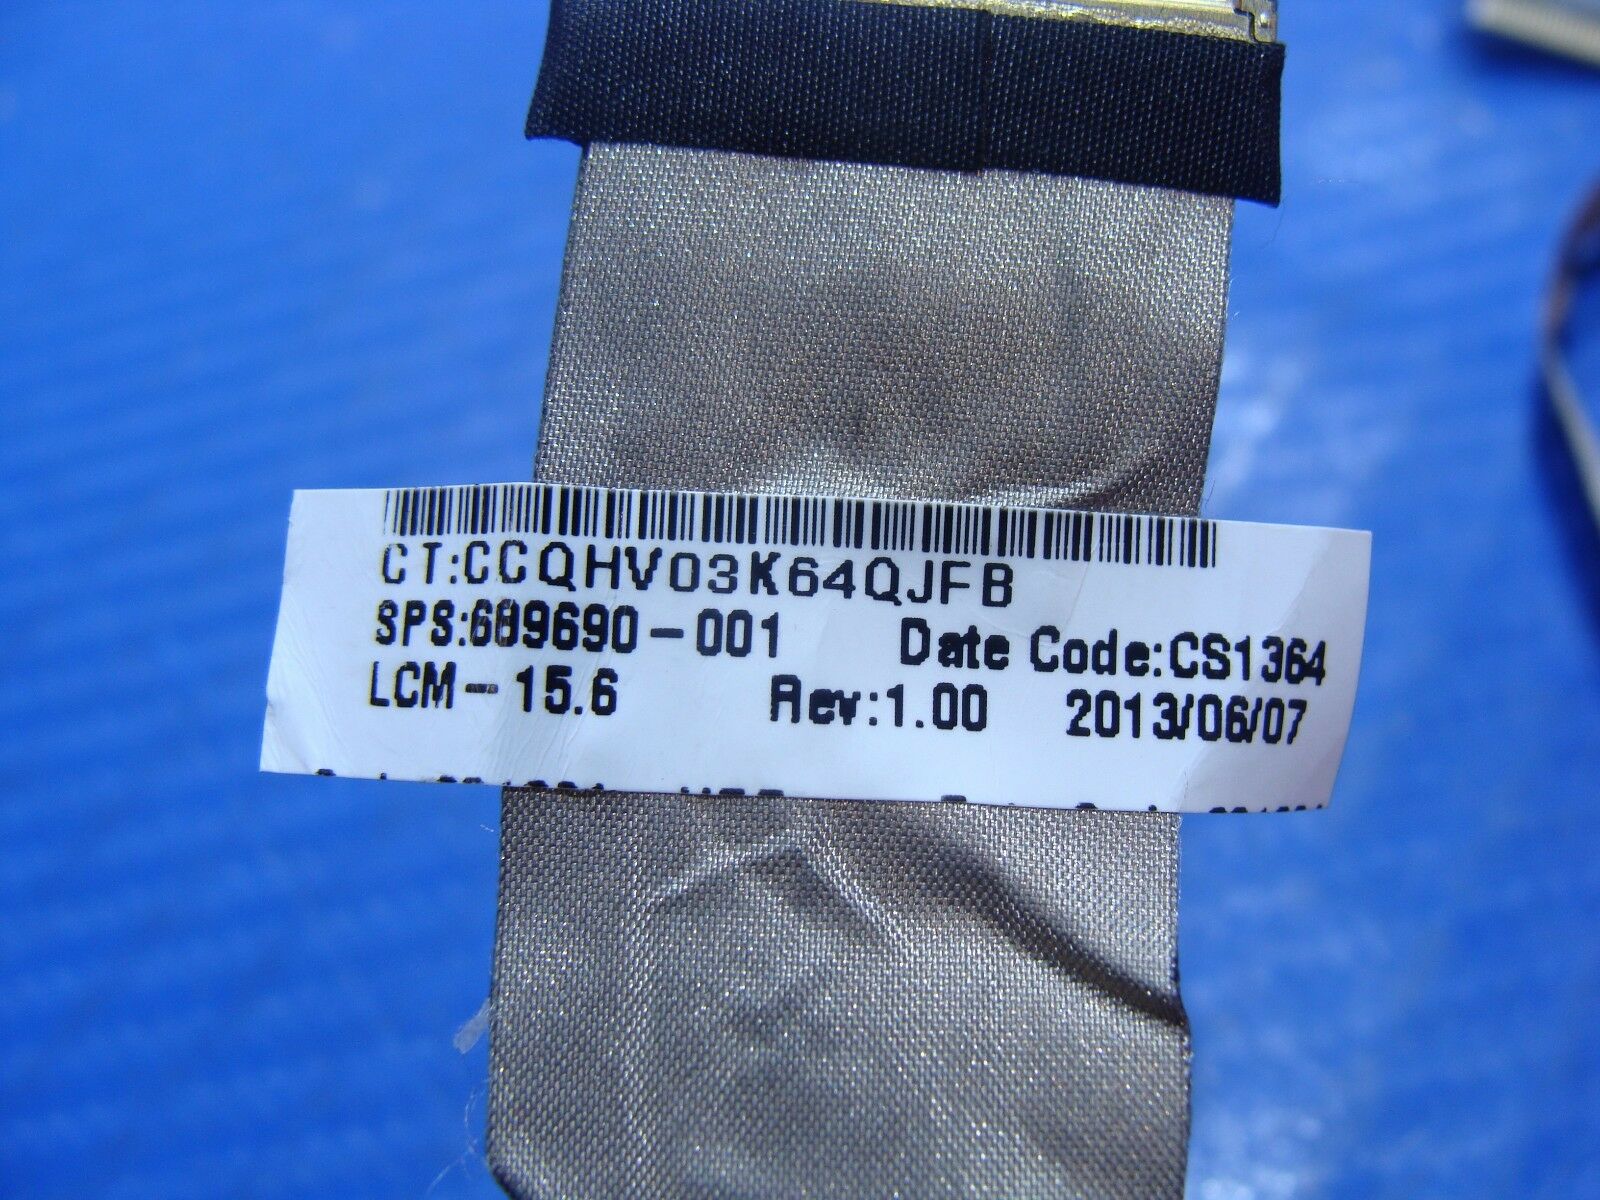 CT:CCQHV03K64QJFB
SPS:689690-001 Date Code:CS1364
LCM-15.6 Rev:1.00 2013/06/07